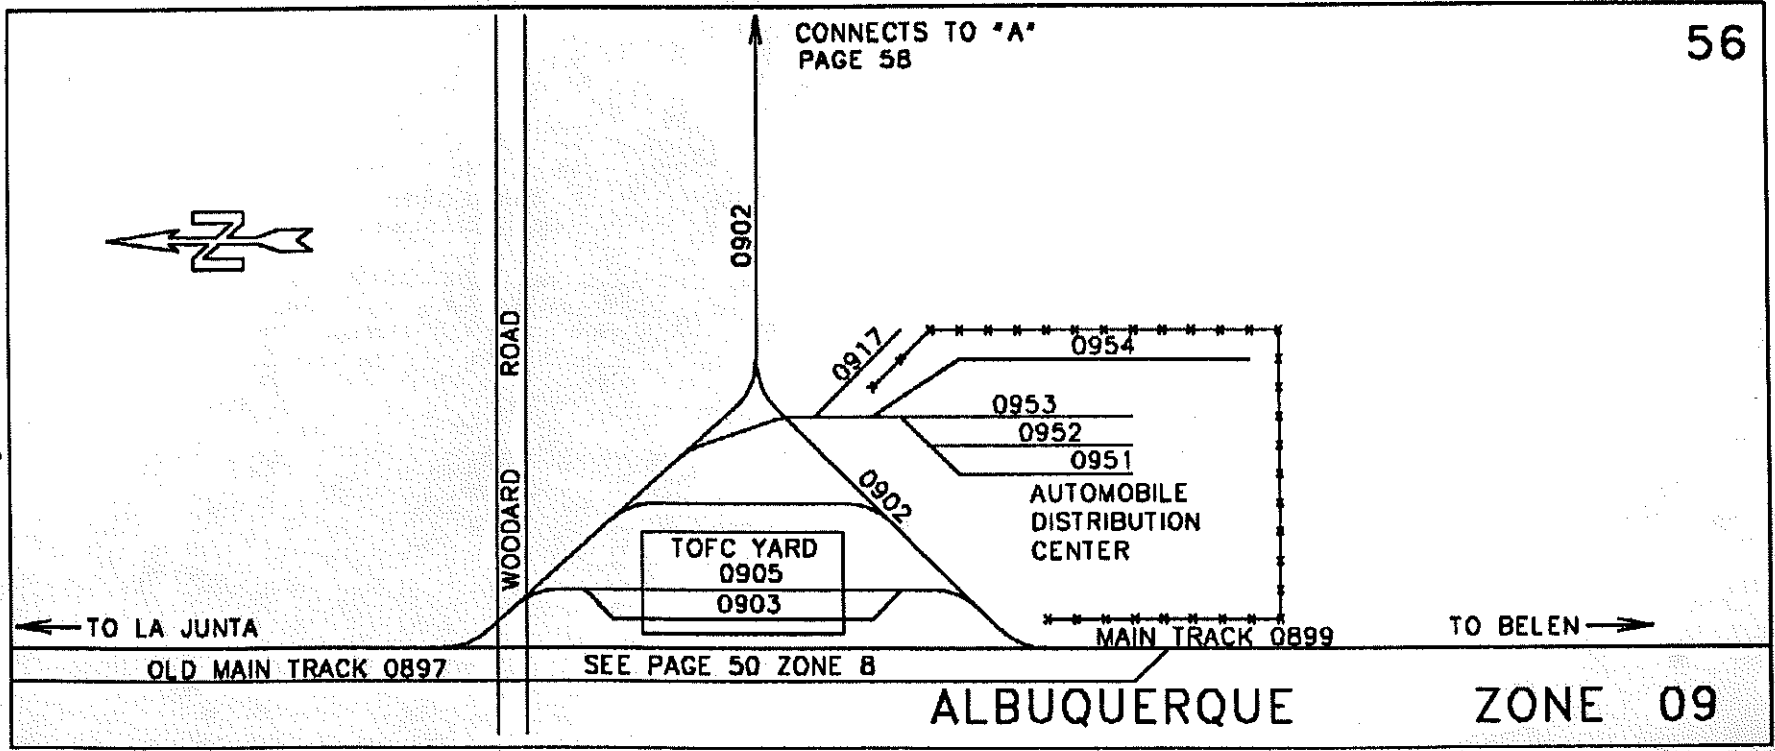 CONNECTS TO "A"
PAGE 58
56
N
0902
WOODARD ROAD
0917
0954
0953
0952
0951
0902
AUTOMOBILE
DISTRIBUTION
CENTER
TOFC YARD
0905
0903
TO LA JUNTA
MAIN TRACK 0899
TO BELEN
OLD MAIN TRACK 0897
SEE PAGE 50 ZONE 8
ALBUQUERQUE
ZONE 09